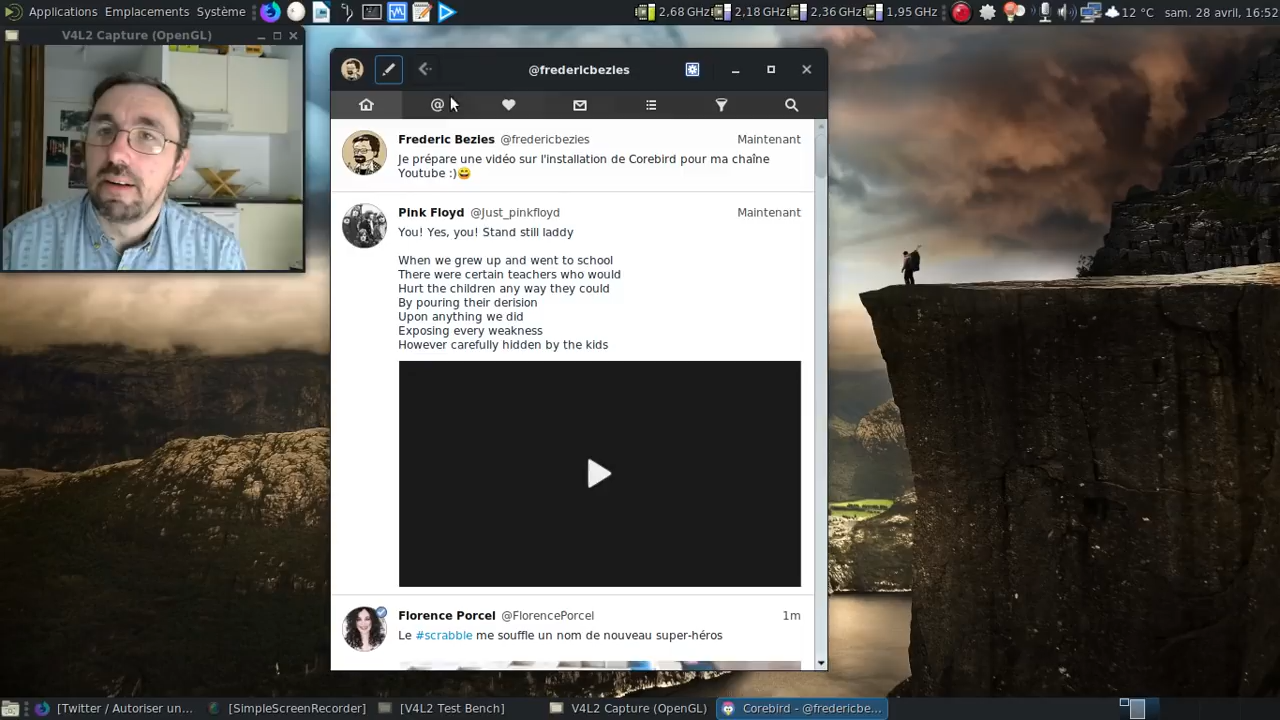 Applications Emplacements Système
2,68 GHz 2,18 GHz 2,36 GHz 1,95 GHz 12 °C sam. 28 avril, 16:52
V4L2 Capture (OpenGL)
@fredericbezies
@
Frederic Bezies @fredericbezies Maintenant
Je prépare une vidéo sur l'installation de Corebird pour ma chaîne
Youtube :)😄
Pink Floyd @Just_pinkfloyd Maintenant
You! Yes, you! Stand still laddy
When we grew up and went to school
There were certain teachers who would
Hurt the children any way they could
By pouring their derision
Upon anything we did
Exposing every weakness
However carefully hidden by the kids
Florence Porcel @FlorencePorcel 1m
Le #scrabble me souffle un nom de nouveau super-héros
[Twitter / Autoriser un... [SimpleScreenRecorder] [V4L2 Test Bench] V4L2 Capture (OpenGL) Corebird - @fredericbe...